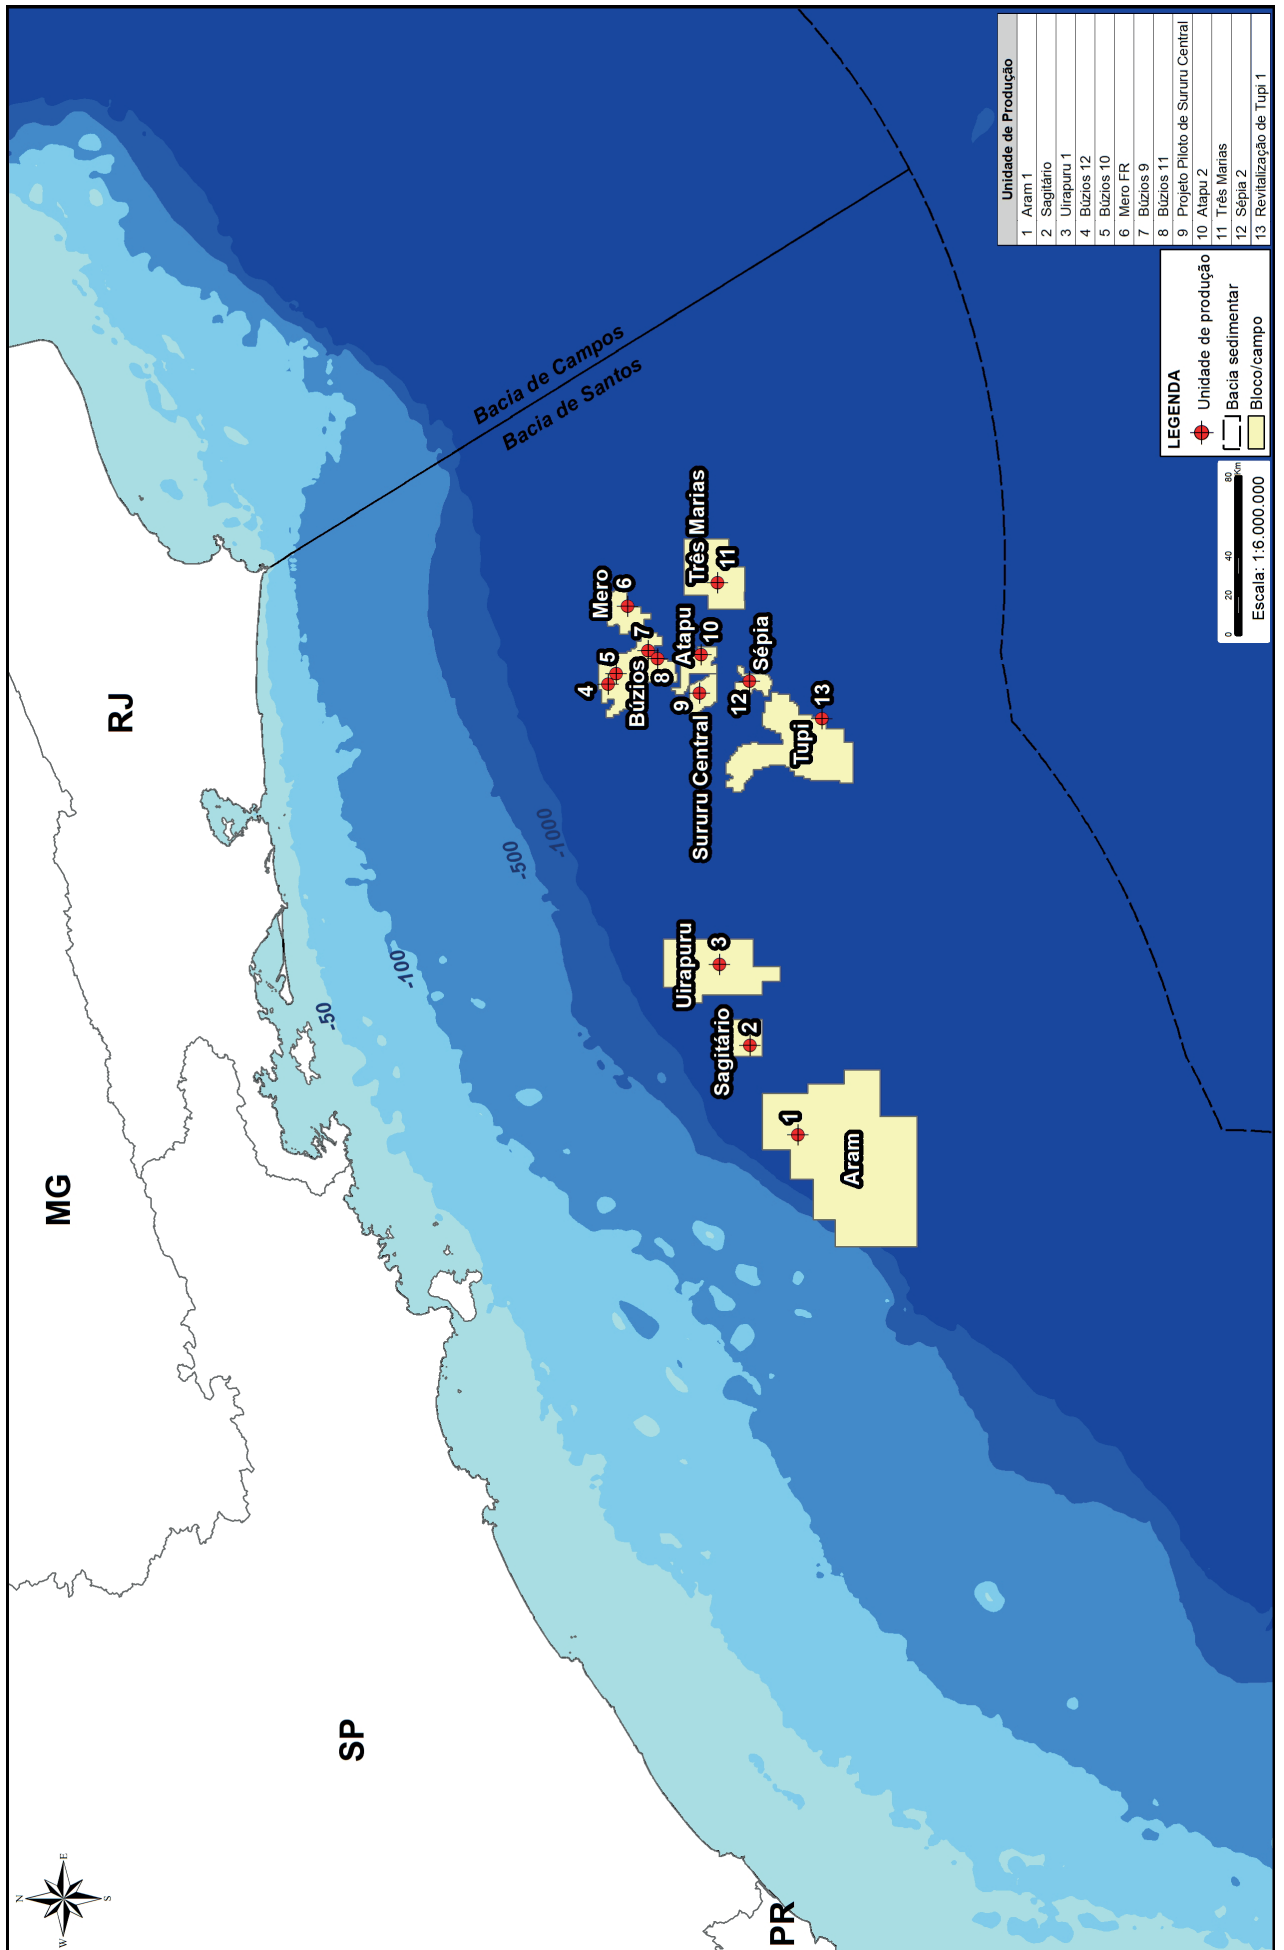 N
W
E
S
MG
RJ
SP
PR
-50
-100
-500
-1000
Bacia de Campos
Bacia de Santos
Mero
6
4
5
7
Búzios
8
Três Marias
11
Atapu
10
9
Sururu Central
12
Sépia
13
Tupi
Uirapuru
3
Sagitário
2
1
Aram
Escala: 1:6.000.000
0 20 40 80
Km
LEGENDA
Unidade de produção
Bacia sedimentar
Bloco/campo
Unidade de Produção
1 Aram 1
2 Sagitário
3 Uirapuru 1
4 Búzios 12
5 Búzios 10
6 Mero FR
7 Búzios 9
8 Búzios 11
9 Projeto Piloto de Sururu Central
10 Atapu 2
11 Três Marias
12 Sépia 2
13 Revitalização de Tupi 1